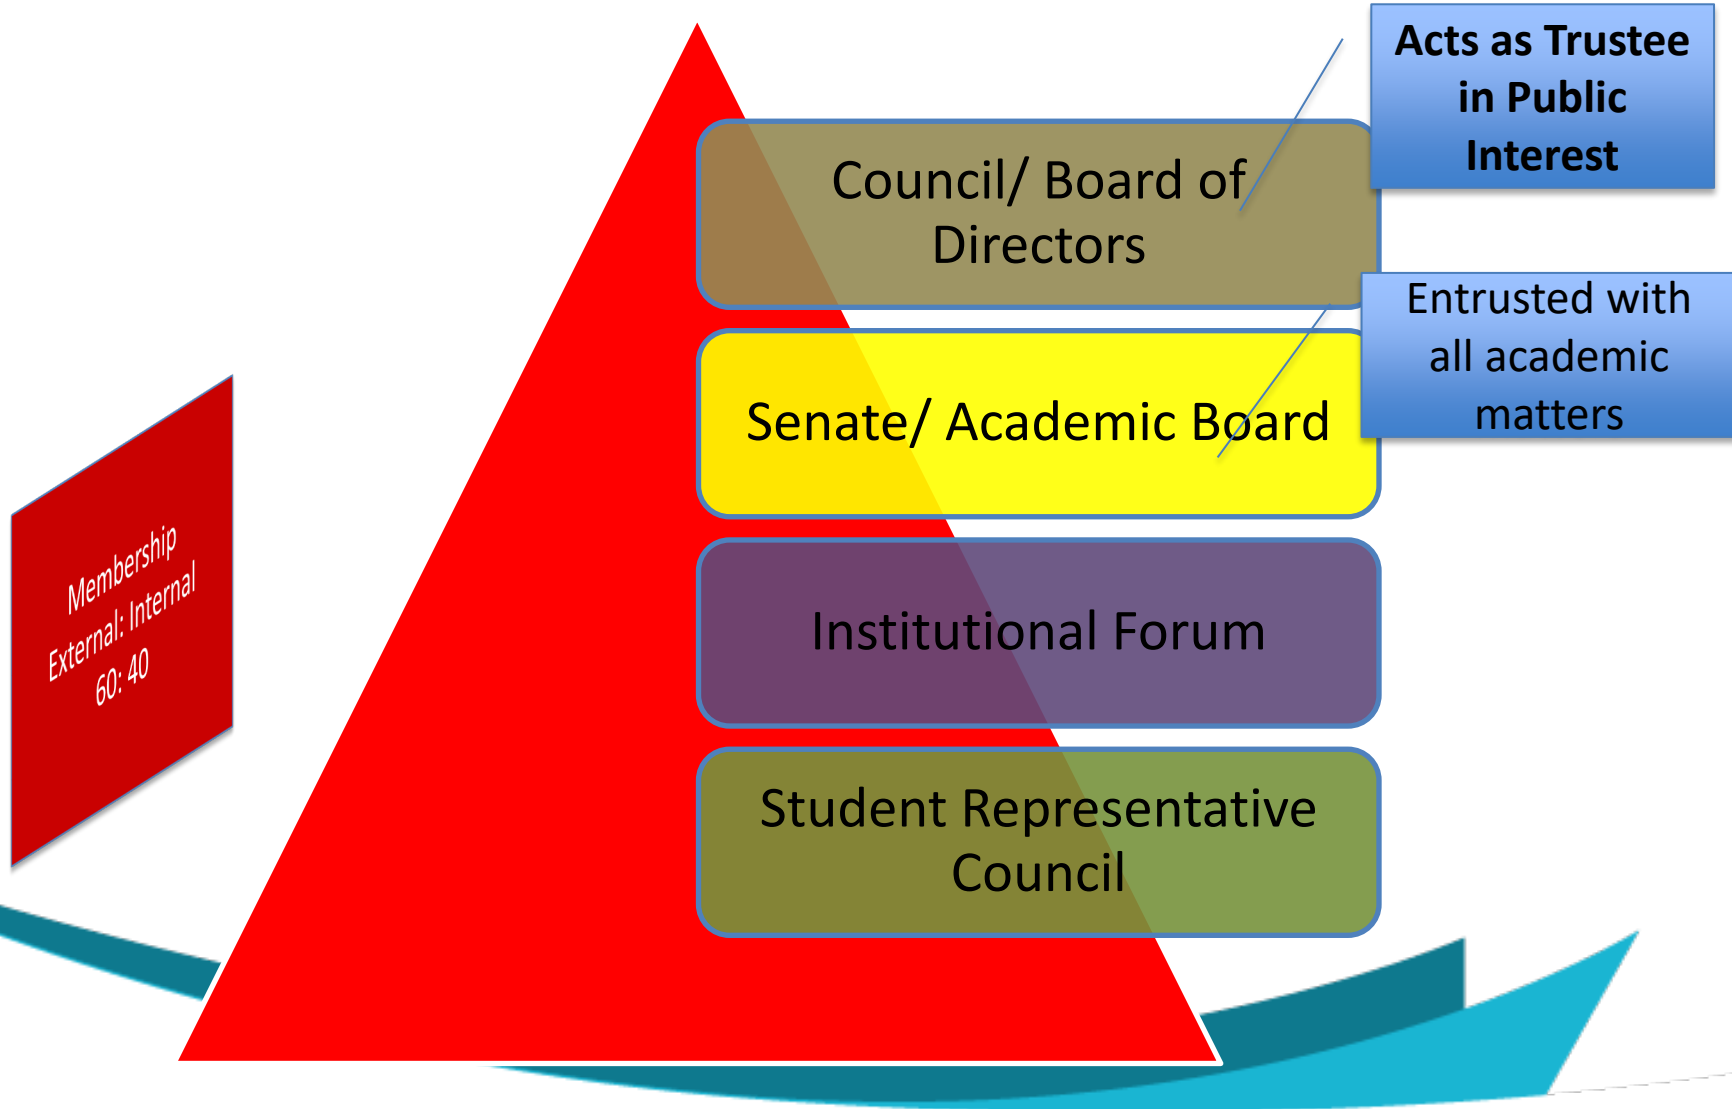 Acts as Trustee
in Public
Interest
Council/ Board of
Directors
Entrusted with
all academic
matters
Senate/ Academic Board
Membership
External: Internal
60: 40
Institutional Forum
Student Representative
Council